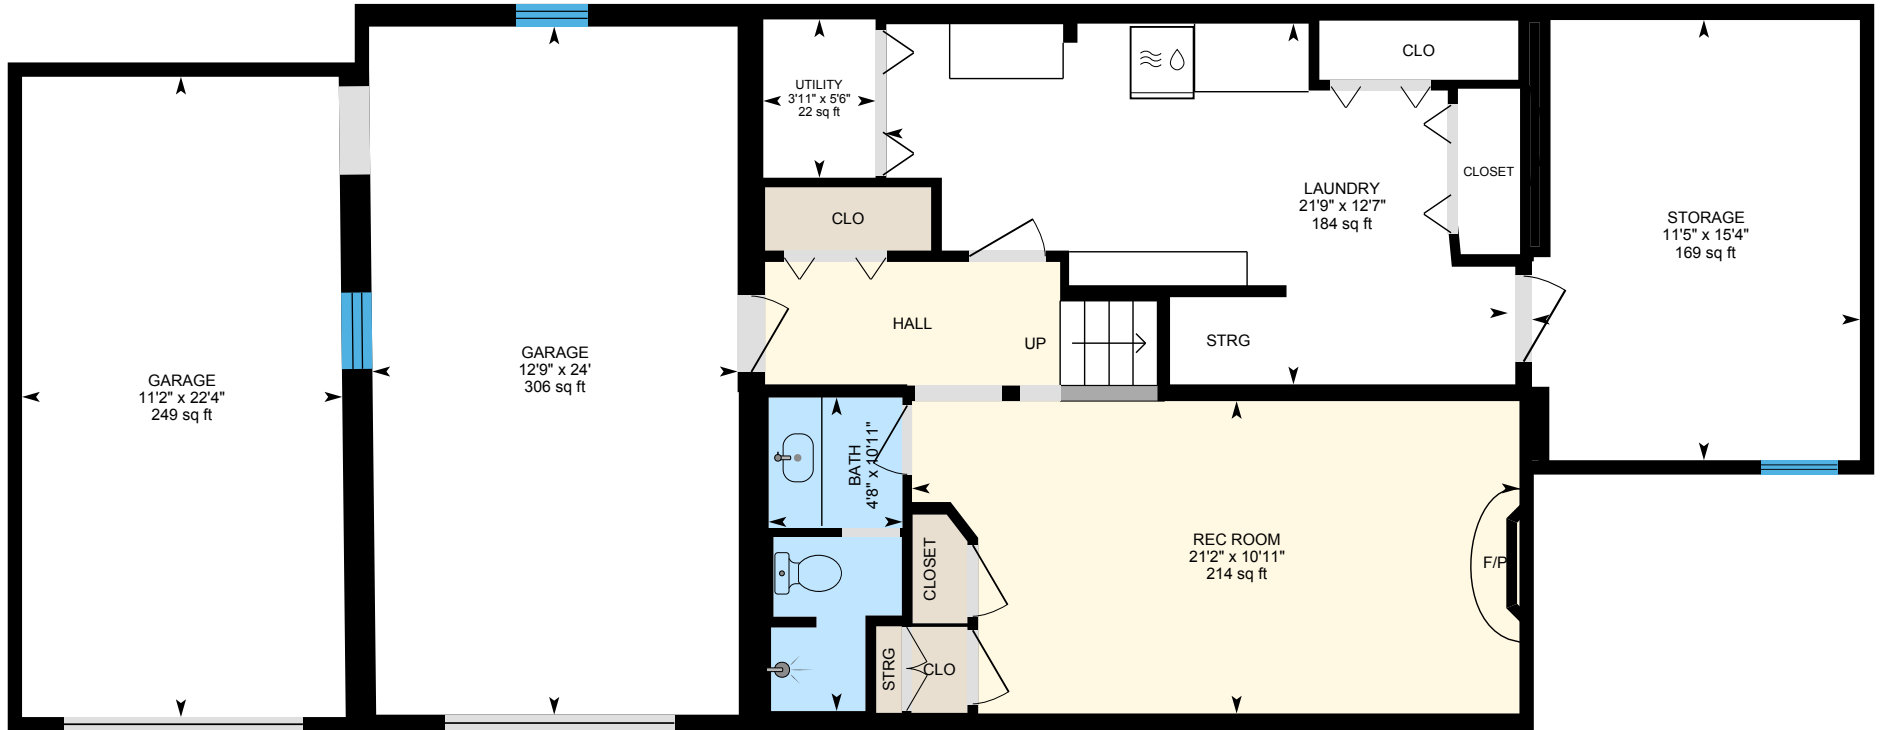 GARAGE
11'2" x 22'4"
249 sq ft
GARAGE
12'9" x 24'
306 sq ft
UTILITY
3'11" x 5'6"
22 sq ft
CLO
HALL
UP
CLO
CLOSET
LAUNDRY
21'9" x 12'7"
184 sq ft
STRG
STORAGE
11'5" x 15'4"
169 sq ft
BATH
4'8" x 10'11"
CLOSET
STRG
CLO
REC ROOM
21'2" x 10'11"
214 sq ft
F/P